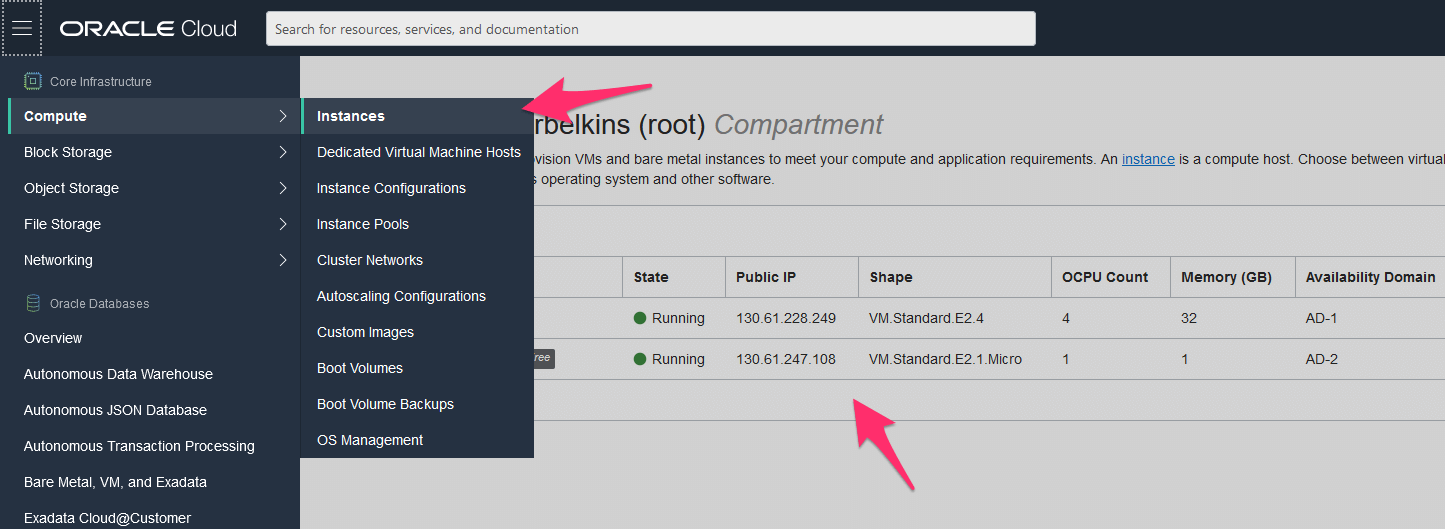 ORACLE Cloud
Search for resources, services, and documentation
Core Infrastructure
Compute
Block Storage
Object Storage
File Storage
Networking
Oracle Databases
Overview
Autonomous Data Warehouse
Autonomous JSON Database
Autonomous Transaction Processing
Bare Metal, VM, and Exadata
Exadata Cloud@Customer
Instances
Dedicated Virtual Machine Hosts
Instance Configurations
Instance Pools
Cluster Networks
Autoscaling Configurations
Custom Images
Boot Volumes
Boot Volume Backups
OS Management
rbelkins (root) Compartment
ovision VMs and bare metal instances to meet your compute and application requirements. An instance is a compute host. Choose between virtual
s operating system and other software.
State Public IP Shape OCPU Count Memory (GB) Availability Domain
Running 130.61.228.249 VM.Standard.E2.4 4 32 AD-1
ree Running 130.61.247.108 VM.Standard.E2.1.Micro 1 1 AD-2